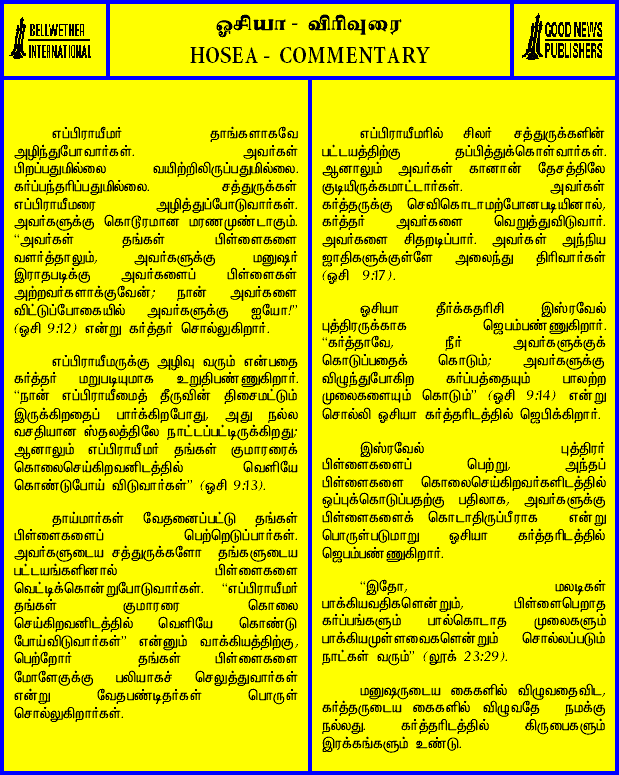 BELLWETHER
INTERNATIONAL
ஓசியா - விரிவுரை
HOSEA - COMMENTARY
GOOD NEWS
PUBLISHERS
எப்பிராயீமர் தாங்களாகவே
அழிந்துபோவார்கள். அவர்கள்
பிறப்பதுமில்லை வயிற்றிலிருப்பதுமில்லை.
கர்ப்பந்தரிப்பதுமில்லை. சத்துருக்கள்
எப்பிராயீமரை அழித்துப்போடுவார்கள்.
அவர்களுக்கு கொடூரமான மரணமுண்டாகும்.
“அவர்கள் தங்கள் பிள்ளைகளை
வளர்த்தாலும், அவர்களுக்கு மனுஷர்
இராதபடிக்கு அவர்களைப் பிள்ளைகள்
அற்றவர்களாக்குவேன்; நான் அவர்களை
விட்டுப்போகையில் அவர்களுக்கு ஐயோ!”
(ஓசி 9:12) என்று கர்த்தர் சொல்லுகிறார்.
எப்பிராயீமருக்கு அழிவு வரும் என்பதை
கர்த்தர் மறுபடியுமாக உறுதிபண்ணுகிறார்.
“நான் எப்பிராயீமைத் தீருவின் திசைமட்டும்
இருக்கிறதைப் பார்க்கிறபோது, அது நல்ல
வசதியான ஸ்தலத்திலே நாட்டப்பட்டிருக்கிறது;
ஆனாலும் எப்பிராயீமர் தங்கள் குமாரரைக்
கொலைசெய்கிறவனிடத்தில் வெளியே
கொண்டுபோய் விடுவார்கள்” (ஓசி 9:13).
தாய்மார்கள் வேதனைப்பட்டு தங்கள்
பிள்ளைகளைப் பெற்றெடுப்பார்கள்.
அவர்களுடைய சத்துருக்களோ தங்களுடைய
பட்டயங்களினால் பிள்ளைகளை
வெட்டிக்கொன்றுபோடுவார்கள். “எப்பிராயீமர்
தங்கள் குமாரரை கொலை
செய்கிறவனிடத்தில் வெளியே கொண்டு
போய்விடுவார்கள்” என்னும் வாக்கியத்திற்கு,
பெற்றோர் தங்கள் பிள்ளைகளை
மோளேகுக்கு பலியாகச் செலுத்துவார்கள்
என்று வேதபண்டிதர்கள் பொருள்
சொல்லுகிறார்கள்.
எப்பிராயீமரில் சிலர் சத்துருக்களின்
பட்டயத்திற்கு தப்பித்துக்கொள்வார்கள்.
ஆனாலும் அவர்கள் கானான் தேசத்திலே
குடியிருக்கமாட்டார்கள். அவர்கள்
கர்த்தருக்கு செவிகொடாமற்போனபடியினால்,
கர்த்தர் அவர்களை வெறுத்துவிடுவார்.
அவர்களை சிதறடிப்பார். அவர்கள் அந்நிய
ஜாதிகளுக்குள்ளே அலைந்து திரிவார்கள்
(ஓசி 9:17).
ஓசியா தீர்க்கதரிசி இஸ்ரவேல்
புத்திரருக்காக ஜெபம்பண்ணுகிறார்.
“கர்த்தாவே, நீர் அவர்களுக்குக்
கொடுப்பதைக் கொடும்; அவர்களுக்கு
விழுந்துபோகிற கர்ப்பத்தையும் பாலற்ற
முலைகளையும் கொடும்” (ஓசி 9:14) என்று
சொல்லி ஓசியா கர்த்தரிடத்தில் ஜெபிக்கிறார்.
இஸ்ரவேல் புத்திரர்
பிள்ளைகளைப் பெற்று, அந்தப்
பிள்ளைகளை கொலைசெய்கிறவர்களிடத்தில்
ஒப்புக்கொடுப்பதற்கு பதிலாக, அவர்களுக்கு
பிள்ளைகளைக் கொடாதிருப்பீராக என்று
பொருள்படுமாறு ஓசியா கர்த்தரிடத்தில்
ஜெபம்பண்ணுகிறார்.
“இதோ, மலடிகள்
பாக்கியவதிகளென்றும், பிள்ளைபெறாத
கர்ப்பங்களும் பால்கொடாத முலைகளும்
பாக்கியமுள்ளவைகளென்றும் சொல்லப்படும்
நாட்கள் வரும்” (லூக் 23:29).
மனுஷருடைய கைகளில் விழுவதைவிட,
கர்த்தருடைய கைகளில் விழுவதே நமக்கு
நல்லது. கர்த்தரிடத்தில் கிருபைகளும்
இரக்கங்களும் உண்டு.